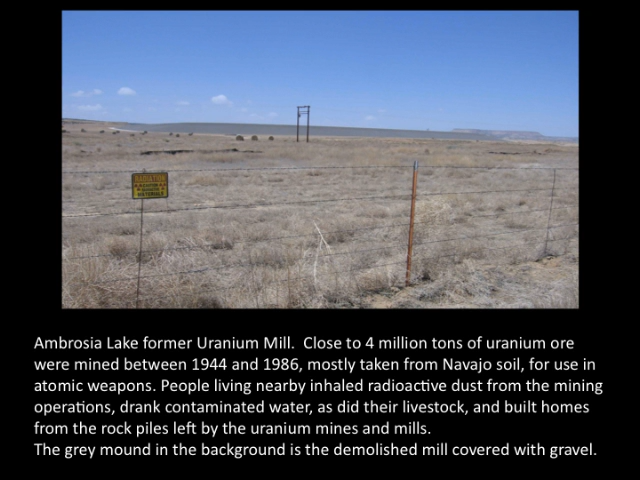 RADIATION
MATERIALS
Ambrosia Lake former Uranium Mill.  Close to 4 million tons of uranium ore
were mined between 1944 and 1986, mostly taken from Navajo soil, for use in
atomic weapons. People living nearby inhaled radioactive dust from the mining
operations, drank contaminated water, as did their livestock, and built homes
from the rock piles left by the uranium mines and mills.
The grey mound in the background is the demolished mill covered with gravel.